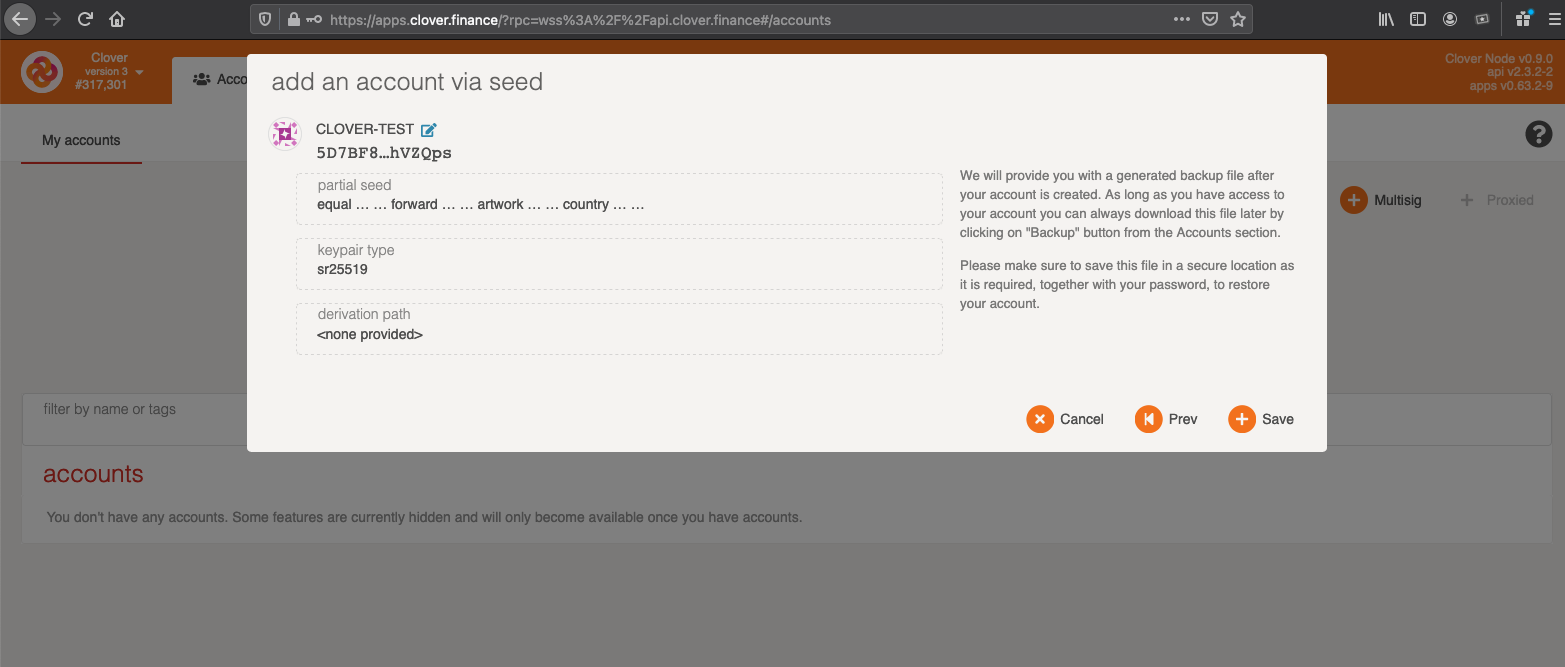 https://apps.clover.finance/?rpc=wss%3A%2F%2Fapi.clover.finance#/accounts
Clover
version 3
#317,301
Acco
Clover Node v0.9.0
api v2.3.2-2
apps v0.63.2-9
My accounts
add an account via seed
CLOVER-TEST
5D7BF8…hVZQps
partial seed
equal … … forward … … artwork … … country … …
keypair type
sr25519
derivation path
<none provided>
We will provide you with a generated backup file after
your account is created. As long as you have access to
your account you can always download this file later by
clicking on "Backup" button from the Accounts section.
Please make sure to save this file in a secure location as
it is required, together with your password, to restore
your account.
Cancel
Prev
Save
Multisig
Proxied
filter by name or tags
accounts
You don't have any accounts. Some features are currently hidden and will only become available once you have accounts.